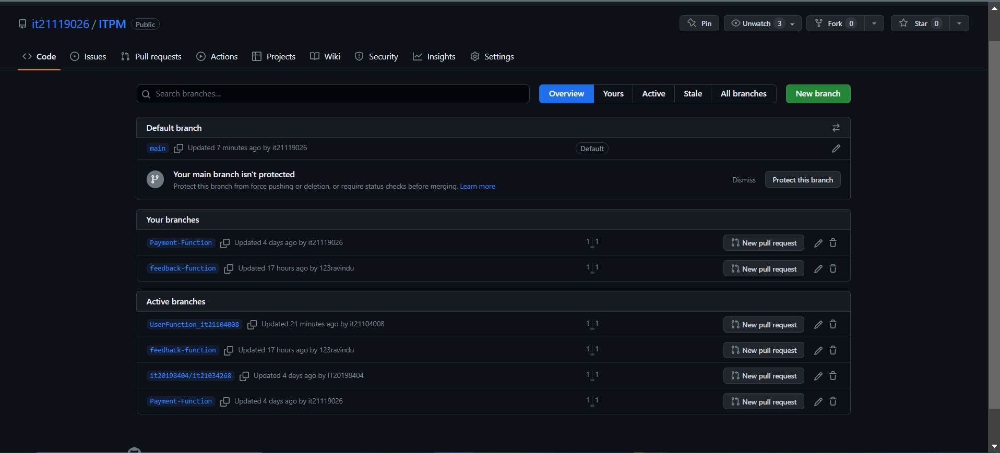 it21119026 / ITPM Public
Pin Unwatch 3 Fork 0 Star 0
Code Issues Pull requests Actions Projects Wiki Security Insights Settings
Search branches... Overview Yours Active Stale All branches New branch
Default branch
main Updated 7 minutes ago by it21119026 Default
Your main branch isn't protected
Protect this branch from force pushing or deletion, or require status checks before merging. Learn more
Dismiss Protect this branch
Your branches
Payment-Function Updated 4 days ago by it21119026 1 1 New pull request
feedback-function Updated 17 hours ago by 123ravindu 1 1 New pull request
Active branches
UserFunction_it21104008 Updated 21 minutes ago by it21104008 1 1 New pull request
feedback-function Updated 17 hours ago by 123ravindu 1 1 New pull request
it20198404/it21034268 Updated 4 days ago by IT20198404 1 1 New pull request
Payment-Function Updated 4 days ago by it21119026 1 1 New pull request